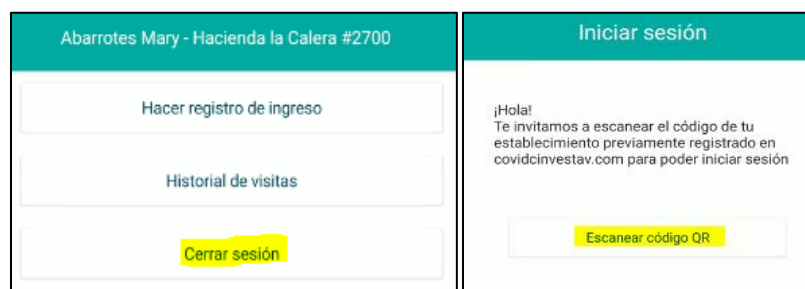 Abarrotes Mary - Hacienda la Calera #2700
Hacer registro de ingreso
Historial de visitas
Cerrar sesión
Iniciar sesión
¡Hola!
Te invitamos a escanear el código de tu
establecimiento previamente registrado en
covidcinvestav.com para poder iniciar sesión
Escanear código QR